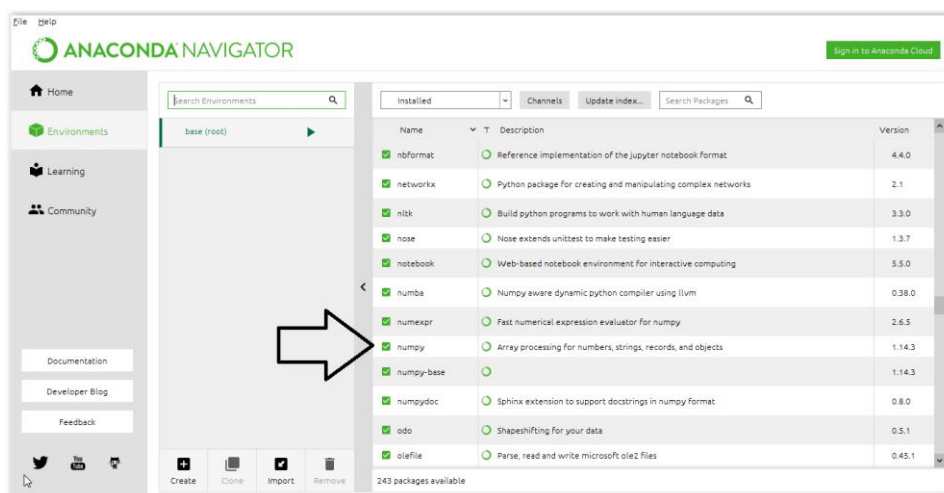 File Help
ANACONDA NAVIGATOR
Sign in to Anaconda Cloud
Home
Environments
Learning
Community
Documentation
Developer Blog
Feedback
You Tube
Search Environments
base (root)
Create Clone Import Remove
Installed Channels Update index... Search Packages
Name T Description Version
nbformat Reference implementation of the jupyter notebook format 4.4.0
networkx Python package for creating and manipulating complex networks 2.1
nltk Build python programs to work with human language data 3.3.0
nose Nose extends unittest to make testing easier 1.3.7
notebook Web-based notebook environment for interactive computing 5.5.0
numba Numpy aware dynamic python compiler using llvm 0.38.0
numexpr Fast numerical expression evaluator for numpy 2.6.5
numpy Array processing for numbers, strings, records, and objects 1.14.3
numpy-base 1.14.3
numpydoc Sphinx extension to support docstrings in numpy format 0.8.0
odo Shapeshifting for your data 0.5.1
olefile Parse, read and write microsoft ole2 files 0.45.1
243 packages available